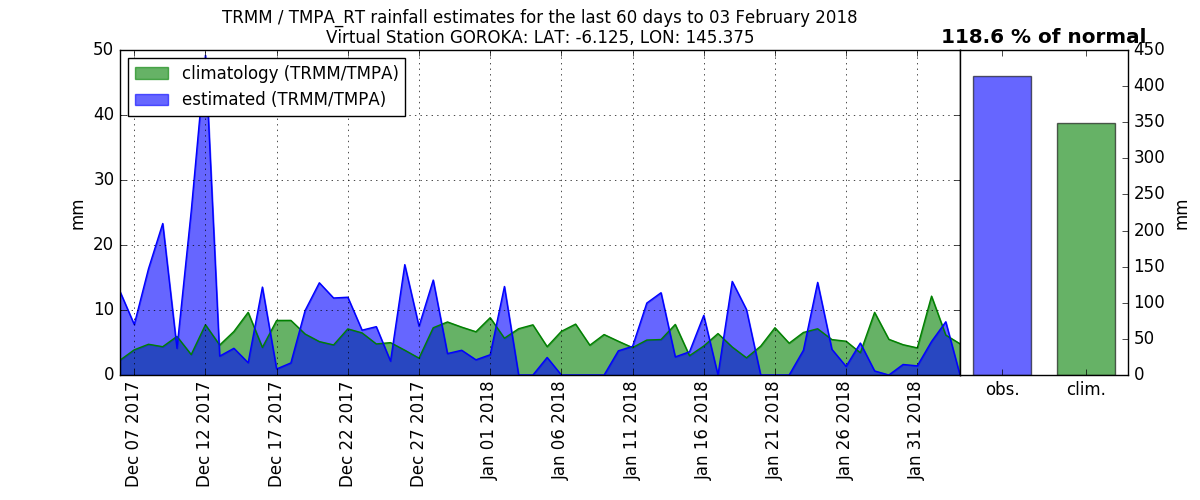 TRMM / TMPA_RT rainfall estimates for the last 60 days to 03 February 2018
Virtual Station GOROKA: LAT: -6.125, LON: 145.375
118.6 % of normal
climatology (TRMM/TMPA)
estimated (TRMM/TMPA)
mm
50
40
30
20
10
0
Dec 07 2017
Dec 12 2017
Dec 17 2017
Dec 22 2017
Dec 27 2017
Jan 01 2018
Jan 06 2018
Jan 11 2018
Jan 16 2018
Jan 21 2018
Jan 26 2018
Jan 31 2018
obs.
clim.
450
400
350
300
250
200
150
100
50
0
mm